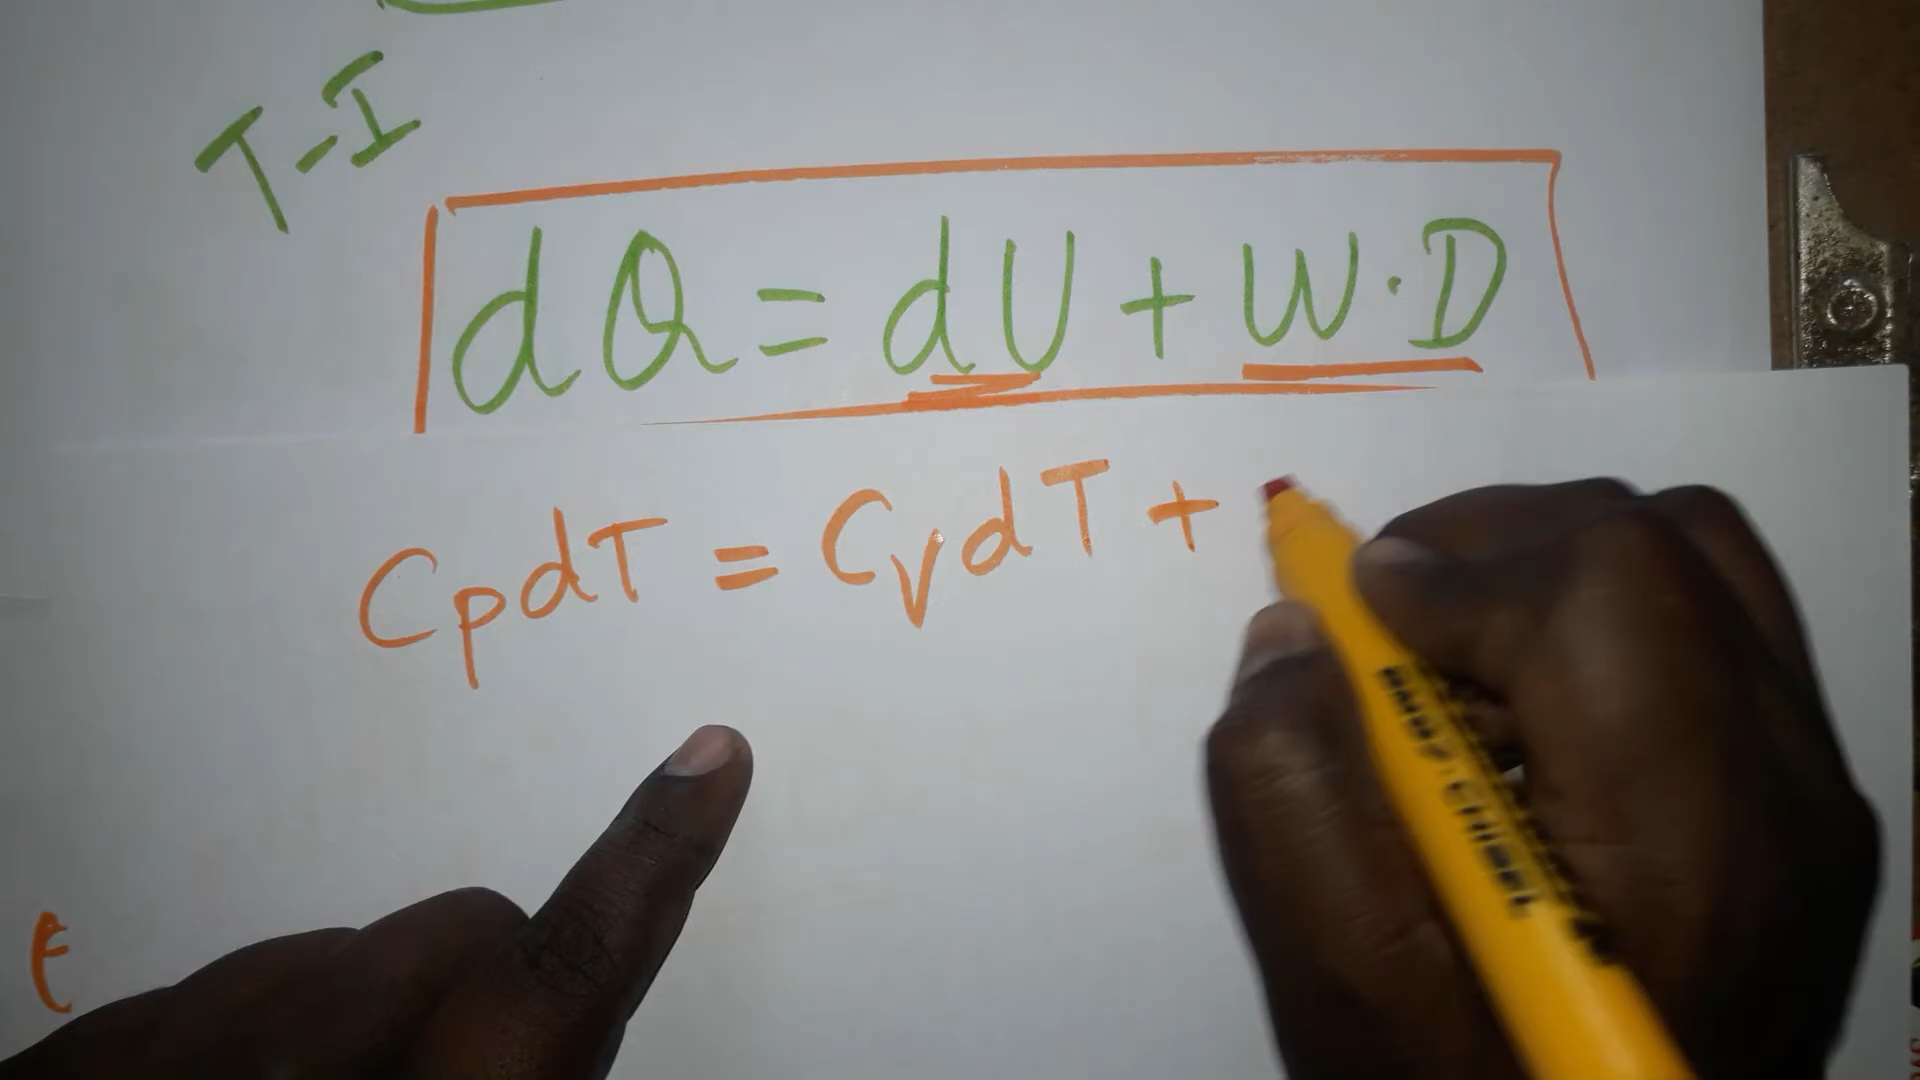 T-I
dQ = dU + W.D
CpdT = CvdT +